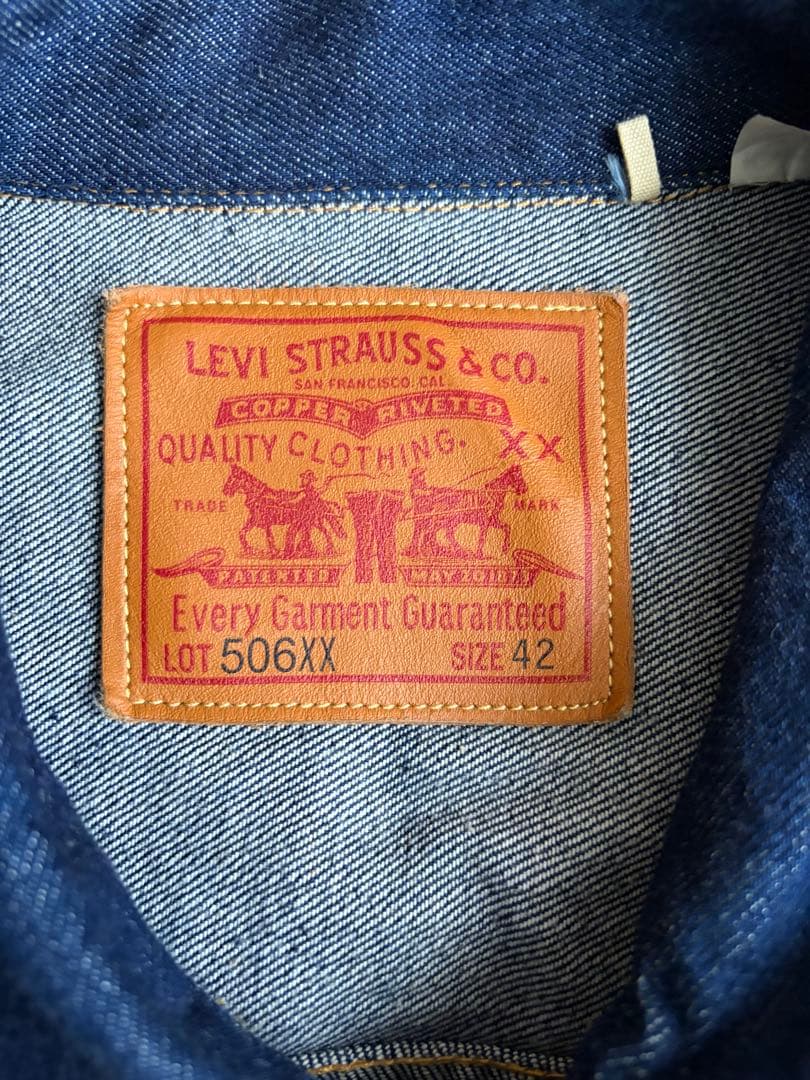 LEVI STRAUSS & CO.
SAN FRANCISCO CAL
COPPER RIVETED
QUALITY CLOTHING. XX
TRADE MARK
PATENTED MAY 20 1873
Every Garment Guaranteed
LOT 506XX SIZE 42